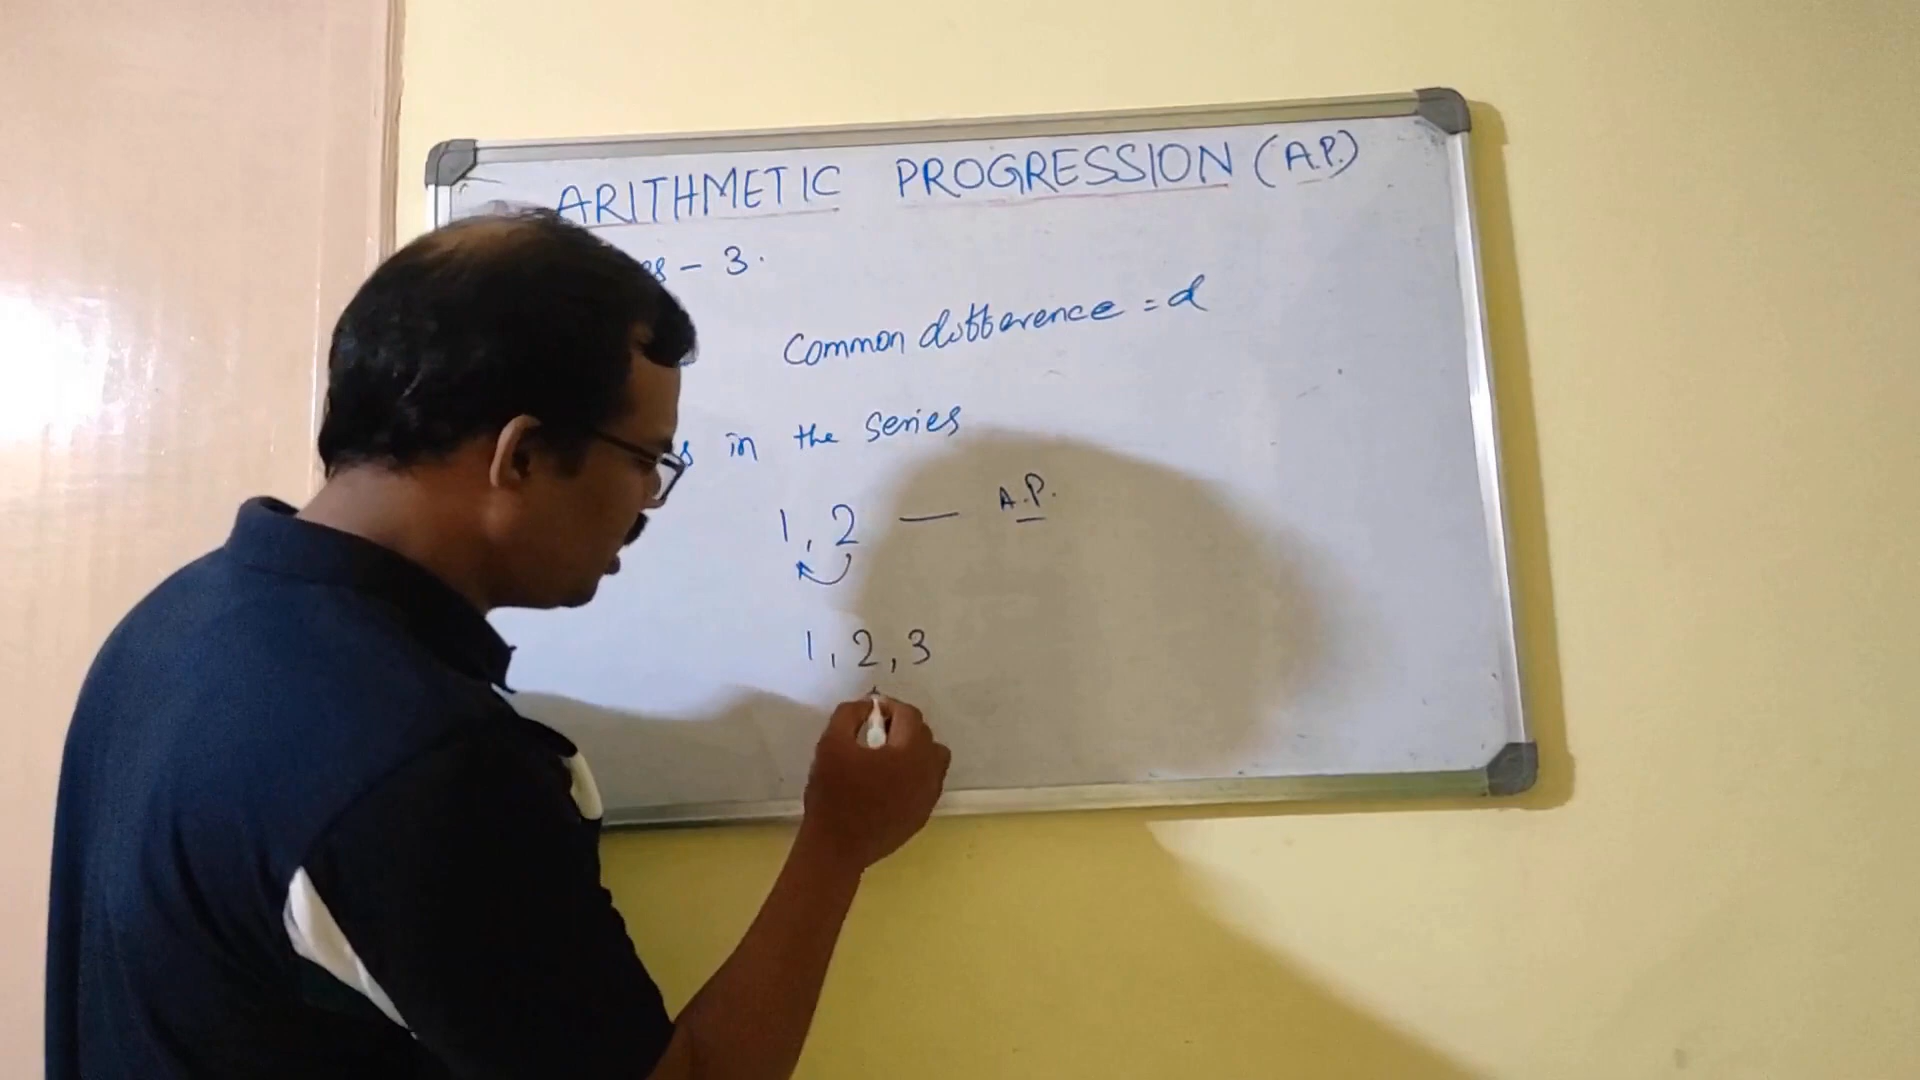 ARITHMETIC PROGRESSION (A.P.)
- 3.
Common difference = d
in the series
1, 2 — A.P.
1, 2, 3